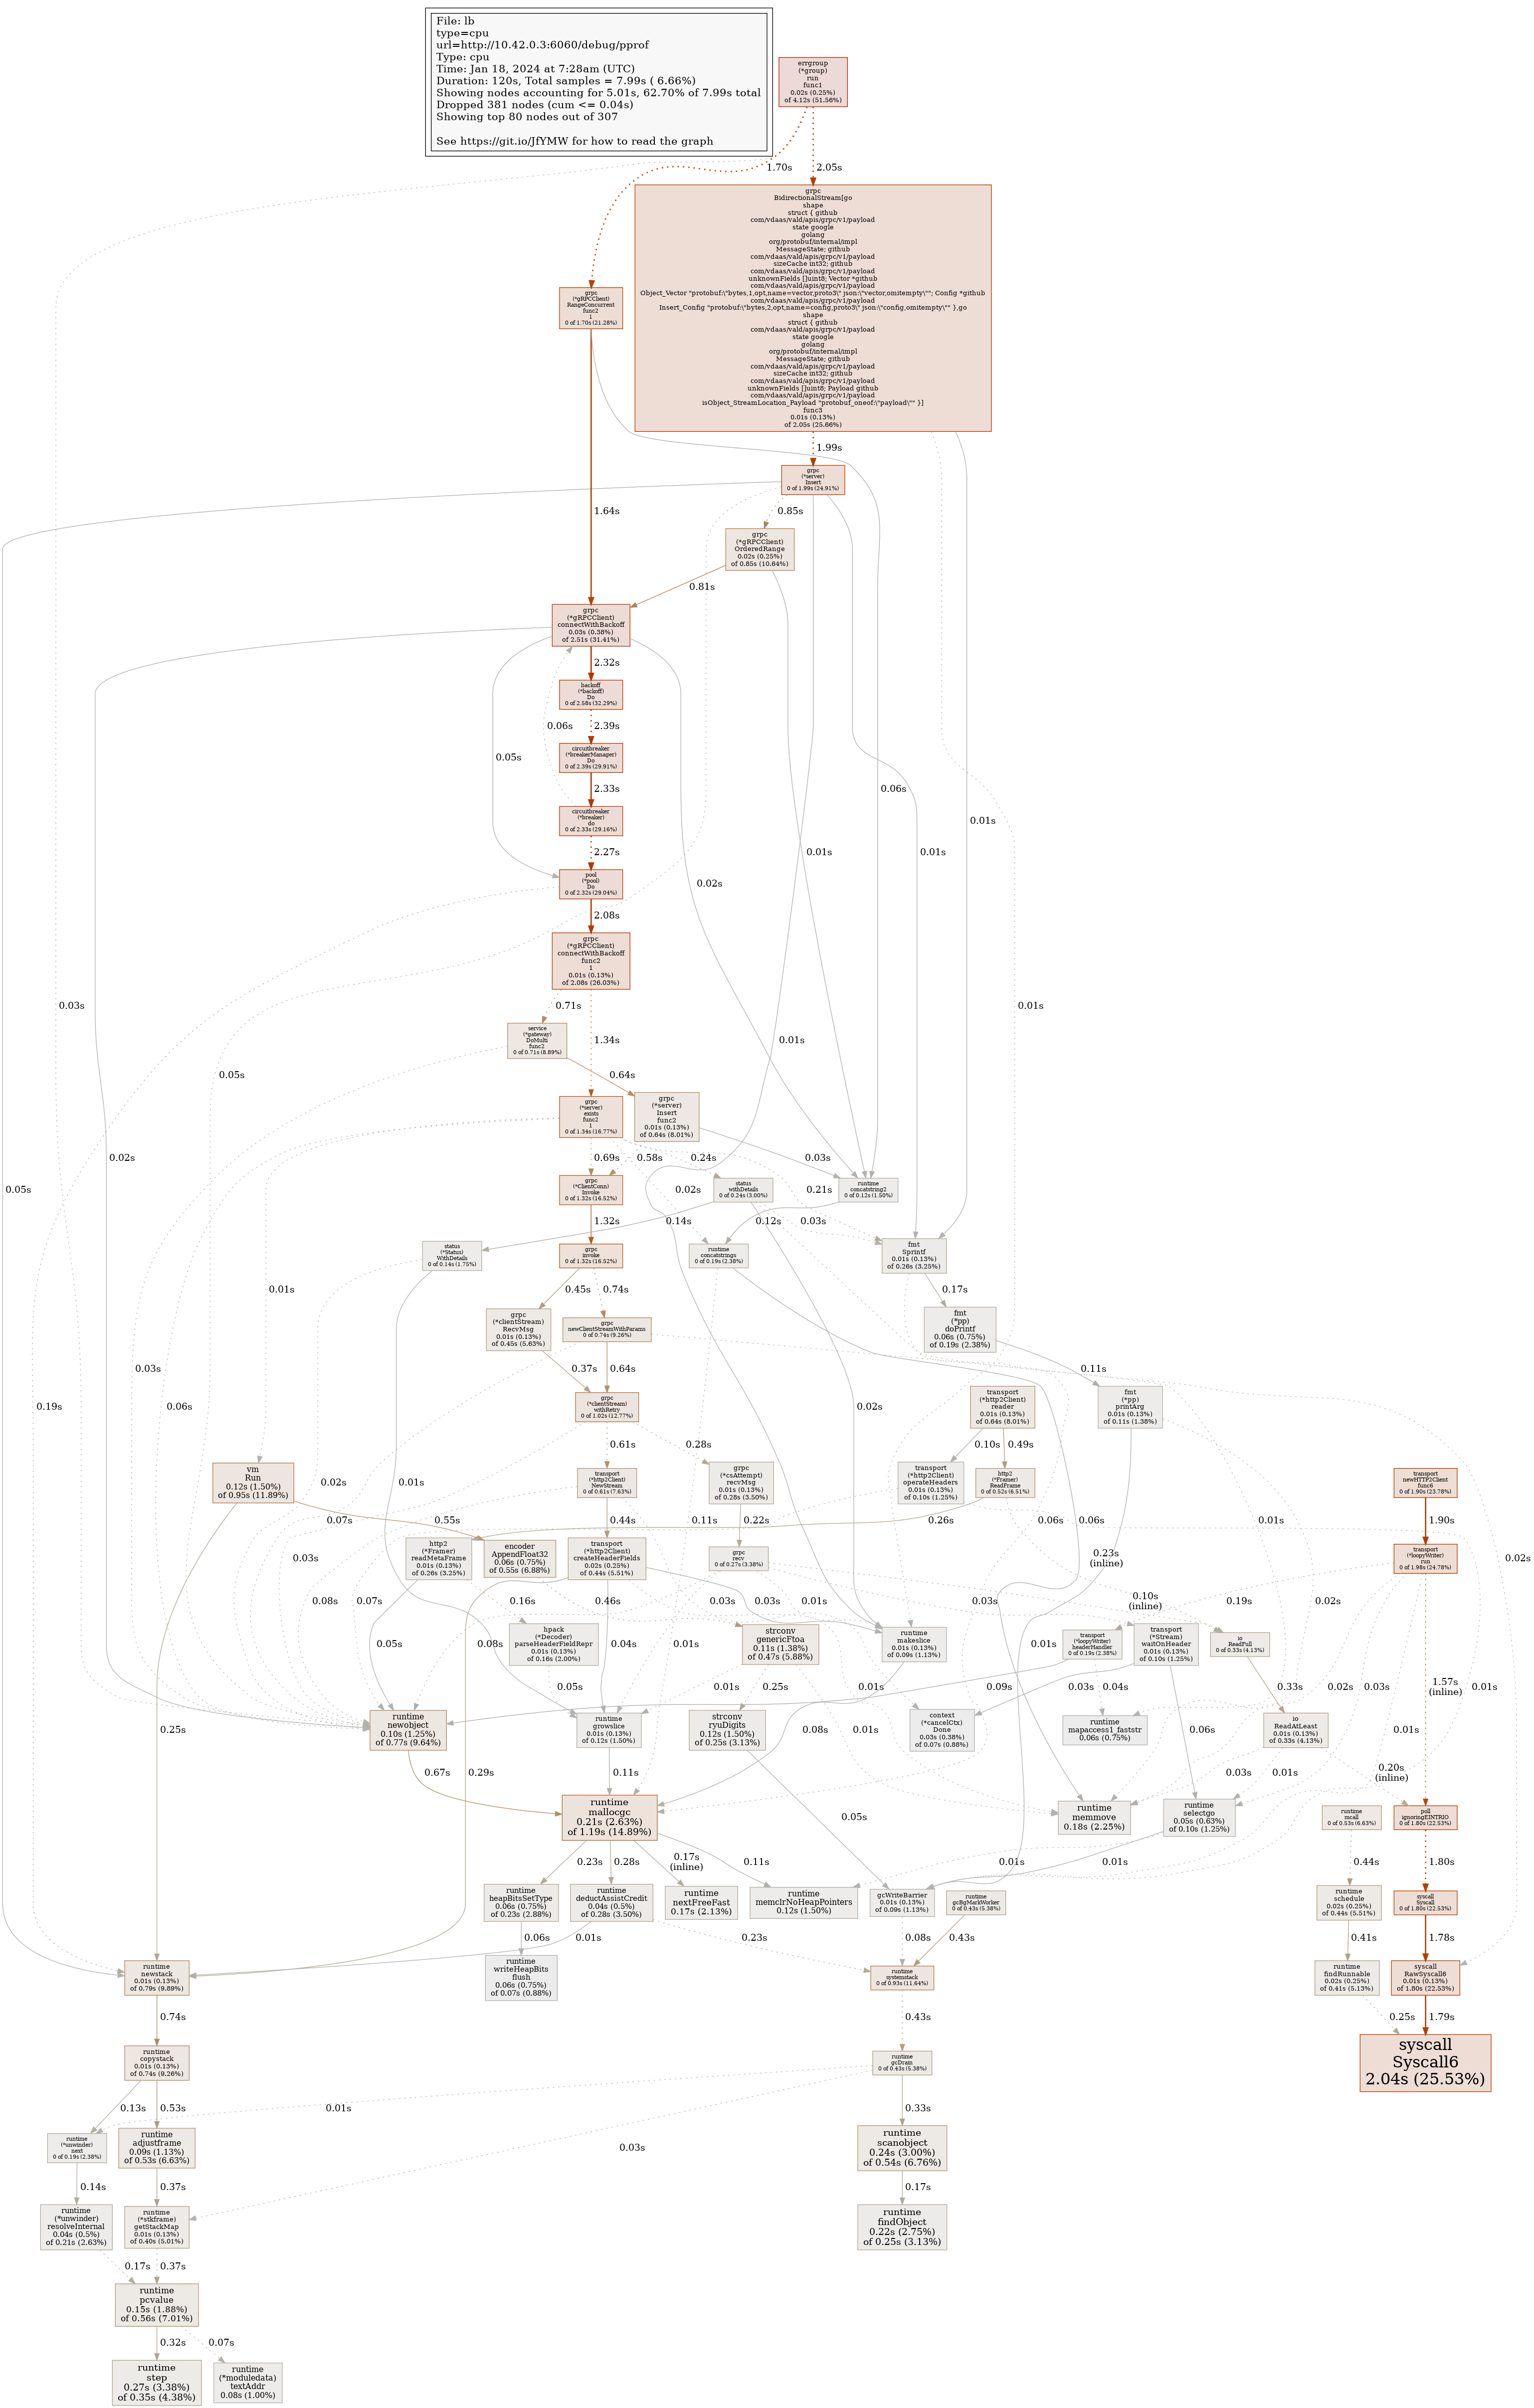 File: lb
type=cpu
url=http://10.42.0.3:6060/debug/pprof
Type: cpu
Time: Jan 18, 2024 at 7:28am (UTC)
Duration: 120s, Total samples = 7.99s ( 6.66%)
Showing nodes accounting for 5.01s, 62.70% of 7.99s total
Dropped 381 nodes (cum <= 0.04s)
Showing top 80 nodes out of 307
See https://git.io/JfYMW for how to read the graph
errgroup
(*group)
run
func1
0.02s (0.25%)
of 4.12s (51.56%)
1.70s
2.05s
grpc
BidirectionalStream[go
shape
struct { github
com/vdaas/vald/apis/grpc/v1/payload
state google
golang
org/protobuf/internal/impl
MessageState; github
com/vdaas/vald/apis/grpc/v1/payload
sizeCache int32; github
com/vdaas/vald/apis/grpc/v1/payload
unknownFields []uint8; Vector *github
com/vdaas/vald/apis/grpc/v1/payload
Object_Vector "protobuf:\"bytes,1,opt,name=vector,proto3\" json:\"vector,omitempty\""; Config *github
com/vdaas/vald/apis/grpc/v1/payload
Insert_Config "protobuf:\"bytes,2,opt,name=config,proto3\" json:\"config,omitempty\"" },go
shape
struct { github
com/vdaas/vald/apis/grpc/v1/payload
state google
golang
org/protobuf/internal/impl
MessageState; github
com/vdaas/vald/apis/grpc/v1/payload
sizeCache int32; github
com/vdaas/vald/apis/grpc/v1/payload
unknownFields []uint8; Payload github
com/vdaas/vald/apis/grpc/v1/payload
isObject_StreamLocation_Payload "protobuf_oneof:\"payload\"" }]
func3
0.01s (0.13%)
of 2.05s (25.66%)
grpc
(*gRPCClient)
RangeConcurrent
func2
1
0 of 1.70s (21.28%)
1.99s
grpc
(*server)
Insert
0 of 1.99s (24.91%)
1.64s
0.85s
grpc
(*gRPCClient)
OrderedRange
0.02s (0.25%)
of 0.85s (10.64%)
0.81s
grpc
(*gRPCClient)
connectWithBackoff
0.03s (0.38%)
of 2.51s (31.41%)
2.32s
backoff
(*backoff)
Do
0 of 2.58s (32.29%)
0.06s
2.39s
0.05s
circuitbreaker
(*breakerManager)
Do
0 of 2.39s (29.91%)
2.33s
0.06s
circuitbreaker
(*breaker)
do
0 of 2.33s (29.16%)
0.01s
0.01s
0.01s
2.27s
pool
(*pool)
Do
0 of 2.32s (29.04%)
0.02s
2.08s
grpc
(*gRPCClient)
connectWithBackoff
func2
1
0.01s (0.13%)
of 2.08s (26.03%)
0.03s
0.71s
0.01s
service
(*gateway)
DoMulti
func2
0 of 0.71s (8.89%)
1.34s
0.01s
0.05s
0.64s
0.02s
grpc
(*server)
exists
func2
1
0 of 1.34s (16.77%)
grpc
(*server)
Insert
func2
0.01s (0.13%)
of 0.64s (8.01%)
0.05s
0.69s
0.58s
0.24s
0.03s
grpc
(*ClientConn)
Invoke
0 of 1.32s (16.52%)
0.02s
status
withDetails
0 of 0.24s (3.00%)
0.21s
runtime
concatstring2
0 of 0.12s (1.50%)
1.32s
0.14s
0.12s
0.03s
status
(*Status)
WithDetails
0 of 0.14s (1.75%)
grpc
invoke
0 of 1.32s (16.52%)
runtime
concatstrings
0 of 0.19s (2.38%)
fmt
Sprintf
0.01s (0.13%)
of 0.26s (3.25%)
0.01s
0.45s
0.74s
0.17s
grpc
(*clientStream)
RecvMsg
0.01s (0.13%)
of 0.45s (5.63%)
grpc
newClientStreamWithParams
0 of 0.74s (9.26%)
fmt
(*pp)
doPrintf
0.06s (0.75%)
of 0.19s (2.38%)
0.03s
0.37s
0.64s
0.11s
0.19s
0.06s
grpc
(*clientStream)
withRetry
0 of 1.02s (12.77%)
0.02s
transport
(*http2Client)
reader
0.01s (0.13%)
of 0.64s (8.01%)
fmt
(*pp)
printArg
0.01s (0.13%)
of 0.11s (1.38%)
0.61s
0.28s
0.10s
0.49s
vm
Run
0.12s (1.50%)
of 0.95s (11.89%)
0.02s
0.01s
transport
(*http2Client)
NewStream
0 of 0.61s (7.63%)
grpc
(*csAttempt)
recvMsg
0.01s (0.13%)
of 0.28s (3.50%)
transport
(*http2Client)
operateHeaders
0.01s (0.13%)
of 0.10s (1.25%)
http2
(*Framer)
ReadFrame
0 of 0.52s (6.51%)
transport
newHTTP2Client
func6
0 of 1.90s (23.78%)
0.07s
0.55s
0.44s
0.11s
0.22s
0.26s
0.06s
0.06s
0.01s
1.90s
0.03s
http2
(*Framer)
readMetaFrame
0.01s (0.13%)
of 0.26s (3.25%)
encoder
AppendFloat32
0.06s (0.75%)
of 0.55s (6.88%)
transport
(*http2Client)
createHeaderFields
0.02s (0.25%)
of 0.44s (5.51%)
grpc
recv
0 of 0.27s (3.38%)
0.23s
(inline)
transport
(*loopyWriter)
run
0 of 1.98s (24.78%)
0.02s
0.08s
0.07s
0.16s
0.46s
0.03s
0.03s
0.01s
0.03s
0.10s
(inline)
0.19s
0.02s
0.05s
0.08s
hpack
(*Decoder)
parseHeaderFieldRepr
0.01s (0.13%)
of 0.16s (2.00%)
0.04s
0.01s
strconv
genericFtoa
0.11s (1.38%)
of 0.47s (5.88%)
runtime
makeslice
0.01s (0.13%)
of 0.09s (1.13%)
0.01s
transport
(*loopyWriter)
headerHandler
0 of 0.19s (2.38%)
transport
(*Stream)
waitOnHeader
0.01s (0.13%)
of 0.10s (1.25%)
io
ReadFull
0 of 0.33s (4.13%)
0.05s
0.01s
0.25s
0.01s
0.09s
0.03s
0.04s
0.33s
0.02s
0.03s
1.57s
(inline)
0.01s
0.25s
runtime
newobject
0.10s (1.25%)
of 0.77s (9.64%)
runtime
growslice
0.01s (0.13%)
of 0.12s (1.50%)
strconv
ryuDigits
0.12s (1.50%)
of 0.25s (3.13%)
0.08s
0.01s
context
(*cancelCtx)
Done
0.03s (0.38%)
of 0.07s (0.88%)
runtime
mapaccess1_faststr
0.06s (0.75%)
0.06s
io
ReadAtLeast
0.01s (0.13%)
of 0.33s (4.13%)
0.01s
0.67s
0.29s
0.11s
0.03s
0.01s
0.20s
(inline)
runtime
mallocgc
0.21s (2.63%)
of 1.19s (14.89%)
0.05s
runtime
memmove
0.18s (2.25%)
runtime
selectgo
0.05s (0.63%)
of 0.10s (1.25%)
runtime
mcall
0 of 0.53s (6.63%)
poll
ignoringEINTRIO
0 of 1.80s (22.53%)
0.23s
0.28s
0.17s
(inline)
0.11s
0.01s
0.01s
0.44s
1.80s
runtime
heapBitsSetType
0.06s (0.75%)
of 0.23s (2.88%)
runtime
deductAssistCredit
0.04s (0.5%)
of 0.28s (3.50%)
runtime
nextFreeFast
0.17s (2.13%)
runtime
memclrNoHeapPointers
0.12s (1.50%)
gcWriteBarrier
0.01s (0.13%)
of 0.09s (1.13%)
runtime
gcBgMarkWorker
0 of 0.43s (5.38%)
runtime
schedule
0.02s (0.25%)
of 0.44s (5.51%)
syscall
Syscall
0 of 1.80s (22.53%)
0.06s
0.01s
0.23s
0.08s
0.43s
0.41s
1.78s
runtime
newstack
0.01s (0.13%)
of 0.79s (9.89%)
runtime
writeHeapBits
flush
0.06s (0.75%)
of 0.07s (0.88%)
runtime
systemstack
0 of 0.93s (11.64%)
runtime
findRunnable
0.02s (0.25%)
of 0.41s (5.13%)
syscall
RawSyscall6
0.01s (0.13%)
of 1.80s (22.53%)
0.74s
0.43s
0.25s
1.79s
runtime
copystack
0.01s (0.13%)
of 0.74s (9.26%)
runtime
gcDrain
0 of 0.43s (5.38%)
syscall
Syscall6
2.04s (25.53%)
0.13s
0.53s
0.01s
0.33s
runtime
(*unwinder)
next
0 of 0.19s (2.38%)
runtime
adjustframe
0.09s (1.13%)
of 0.53s (6.63%)
0.03s
runtime
scanobject
0.24s (3.00%)
of 0.54s (6.76%)
0.14s
0.37s
0.17s
runtime
(*unwinder)
resolveInternal
0.04s (0.5%)
of 0.21s (2.63%)
runtime
(*stkframe)
getStackMap
0.01s (0.13%)
of 0.40s (5.01%)
runtime
findObject
0.22s (2.75%)
of 0.25s (3.13%)
0.17s
0.37s
runtime
pcvalue
0.15s (1.88%)
of 0.56s (7.01%)
0.32s
0.07s
runtime
step
0.27s (3.38%)
of 0.35s (4.38%)
runtime
(*moduledata)
textAddr
0.08s (1.00%)